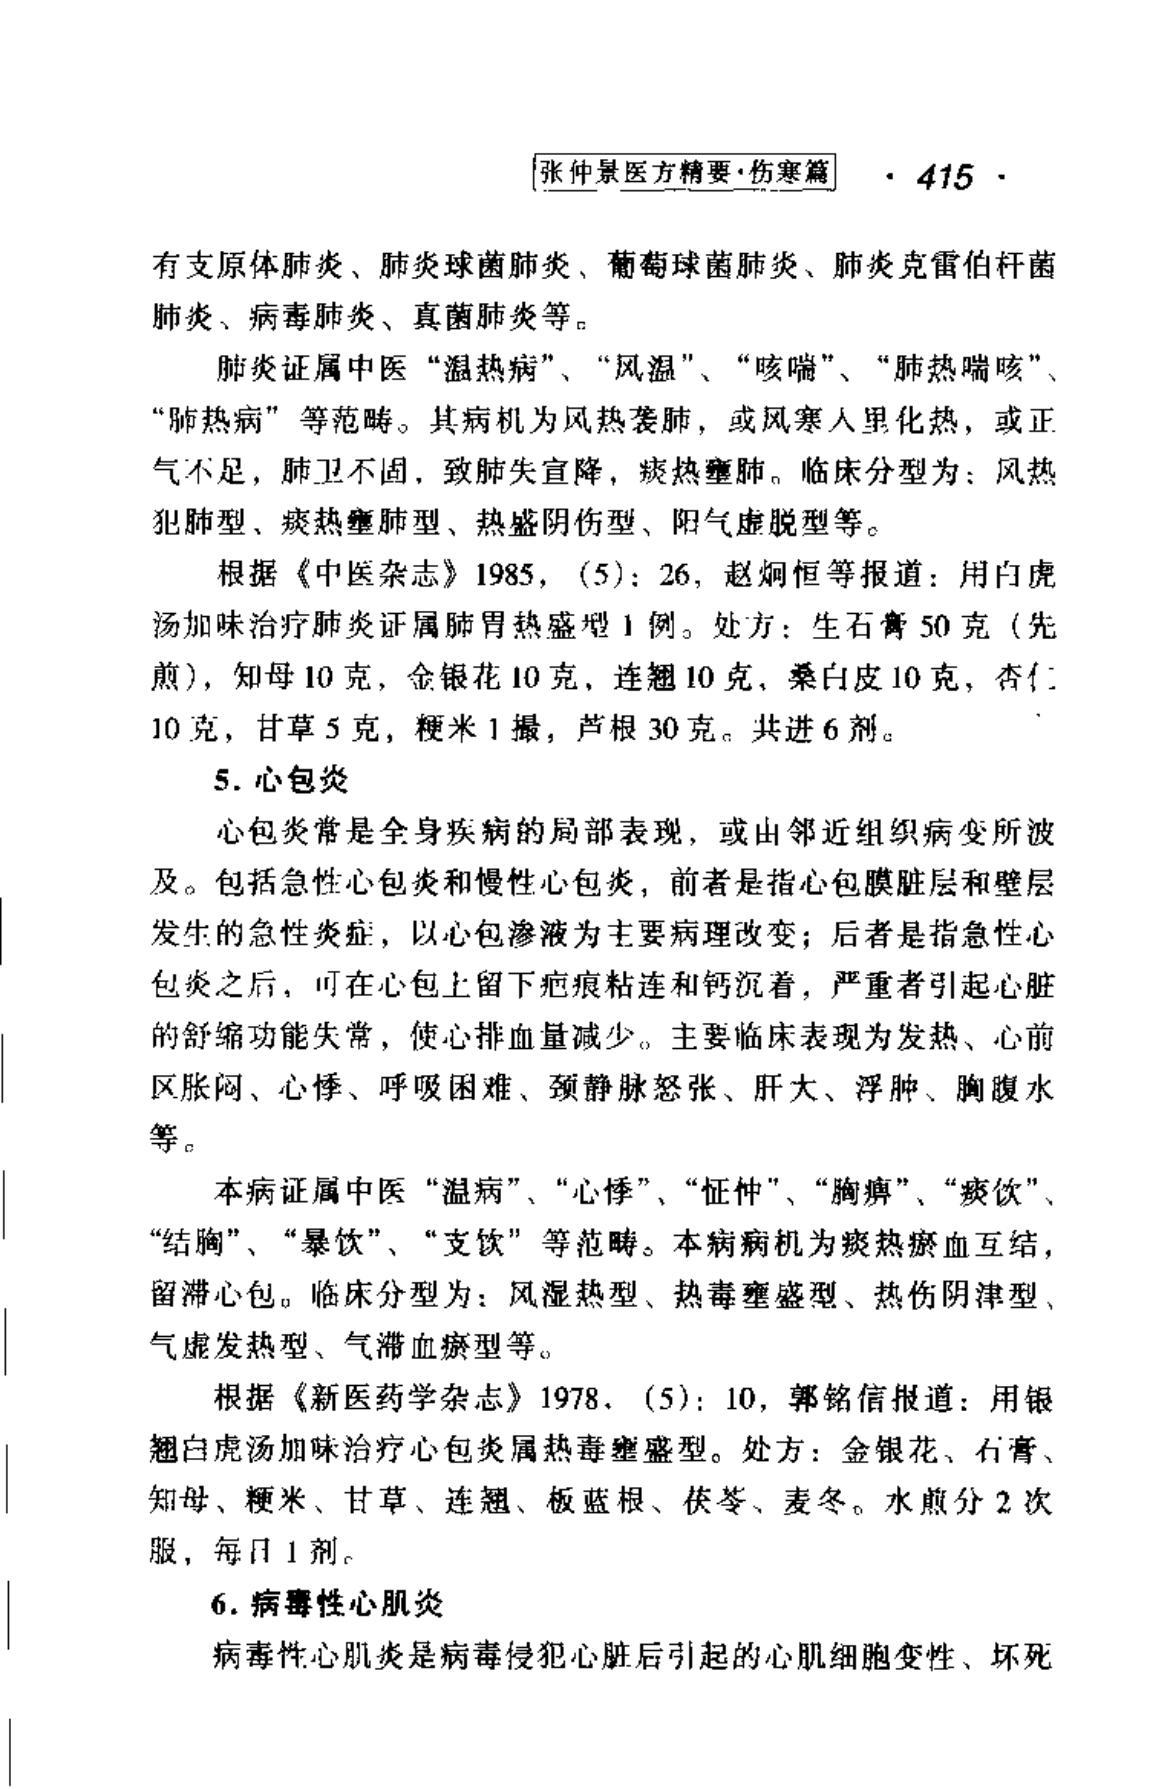 张仲景医方精要·伤寒篇 · 415 ·
有支原体肺炎、肺炎球菌肺炎、葡萄球菌肺炎、肺炎克雷伯杆菌
肺炎、病毒肺炎、真菌肺炎等。
肺炎证属中医“温热病”、“风温”、“咳喘”、“肺热喘咳”、
“肺热病”等范畴。其病机为风热袭肺，或风寒入里化热，或正
气不足，肺卫不固，致肺失宣降，痰热壅肺。临床分型为：风热
犯肺型、痰热壅肺型、热盛阴伤型、阳气虚脱型等。
根据《中医杂志》1985，（5）：26，赵炯恒等报道：用白虎
汤加味治疗肺炎证属肺胃热盛型1例。处方：生石膏50克（先
煎），知母10克，金银花10克，连翘10克，桑白皮10克，杏仁
10克，甘草5克，粳米1撮，芦根30克。共进6剂。
5. 心包炎
心包炎常是全身疾病的局部表现，或由邻近组织病变所波
及。包括急性心包炎和慢性心包炎，前者是指心包膜脏层和壁层
发生的急性炎症，以心包渗液为主要病理改变；后者是指急性心
包炎之后，可在心包上留下疤痕粘连和钙沉着，严重者引起心脏
的舒缩功能失常，使心排血量减少。主要临床表现为发热、心前
区胀闷、心悸、呼吸困难、颈静脉怒张、肝大、浮肿、胸腹水
等。
本病证属中医“温病”、“心悸”、“怔忡”、“胸痹”、“痰饮”、
“结胸”、“暴饮”、“支饮”等范畴。本病病机为痰热瘀血互结，
留滞心包。临床分型为：风湿热型、热毒壅盛型、热伤阴津型、
气虚发热型、气滞血瘀型等。
根据《新医药学杂志》1978，（5）：10，郭铭信报道：用银
翘白虎汤加味治疗心包炎属热毒壅盛型。处方：金银花、石膏、
知母、粳米、甘草、连翘、板蓝根、茯苓、麦冬。水煎分2次
服，每日1剂。
6. 病毒性心肌炎
病毒性心肌炎是病毒侵犯心脏后引起的心肌细胞变性、坏死